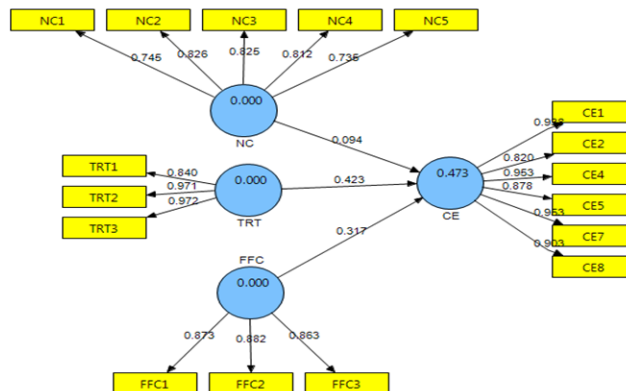 NC1
NC2
NC3
NC4
NC5
0.745
0.826
0.825
0.812
0.735
0.000
NC
0.094
CE1
CE2
CE4
CE5
CE7
CE8
0.820
0.953
0.878
0.953
0.903
0.473
CE
TRT1
TRT2
TRT3
0.840
0.971
0.972
0.000
TRT
0.423
0.317
FFC
0.000
0.873
0.882
0.863
FFC1
FFC2
FFC3